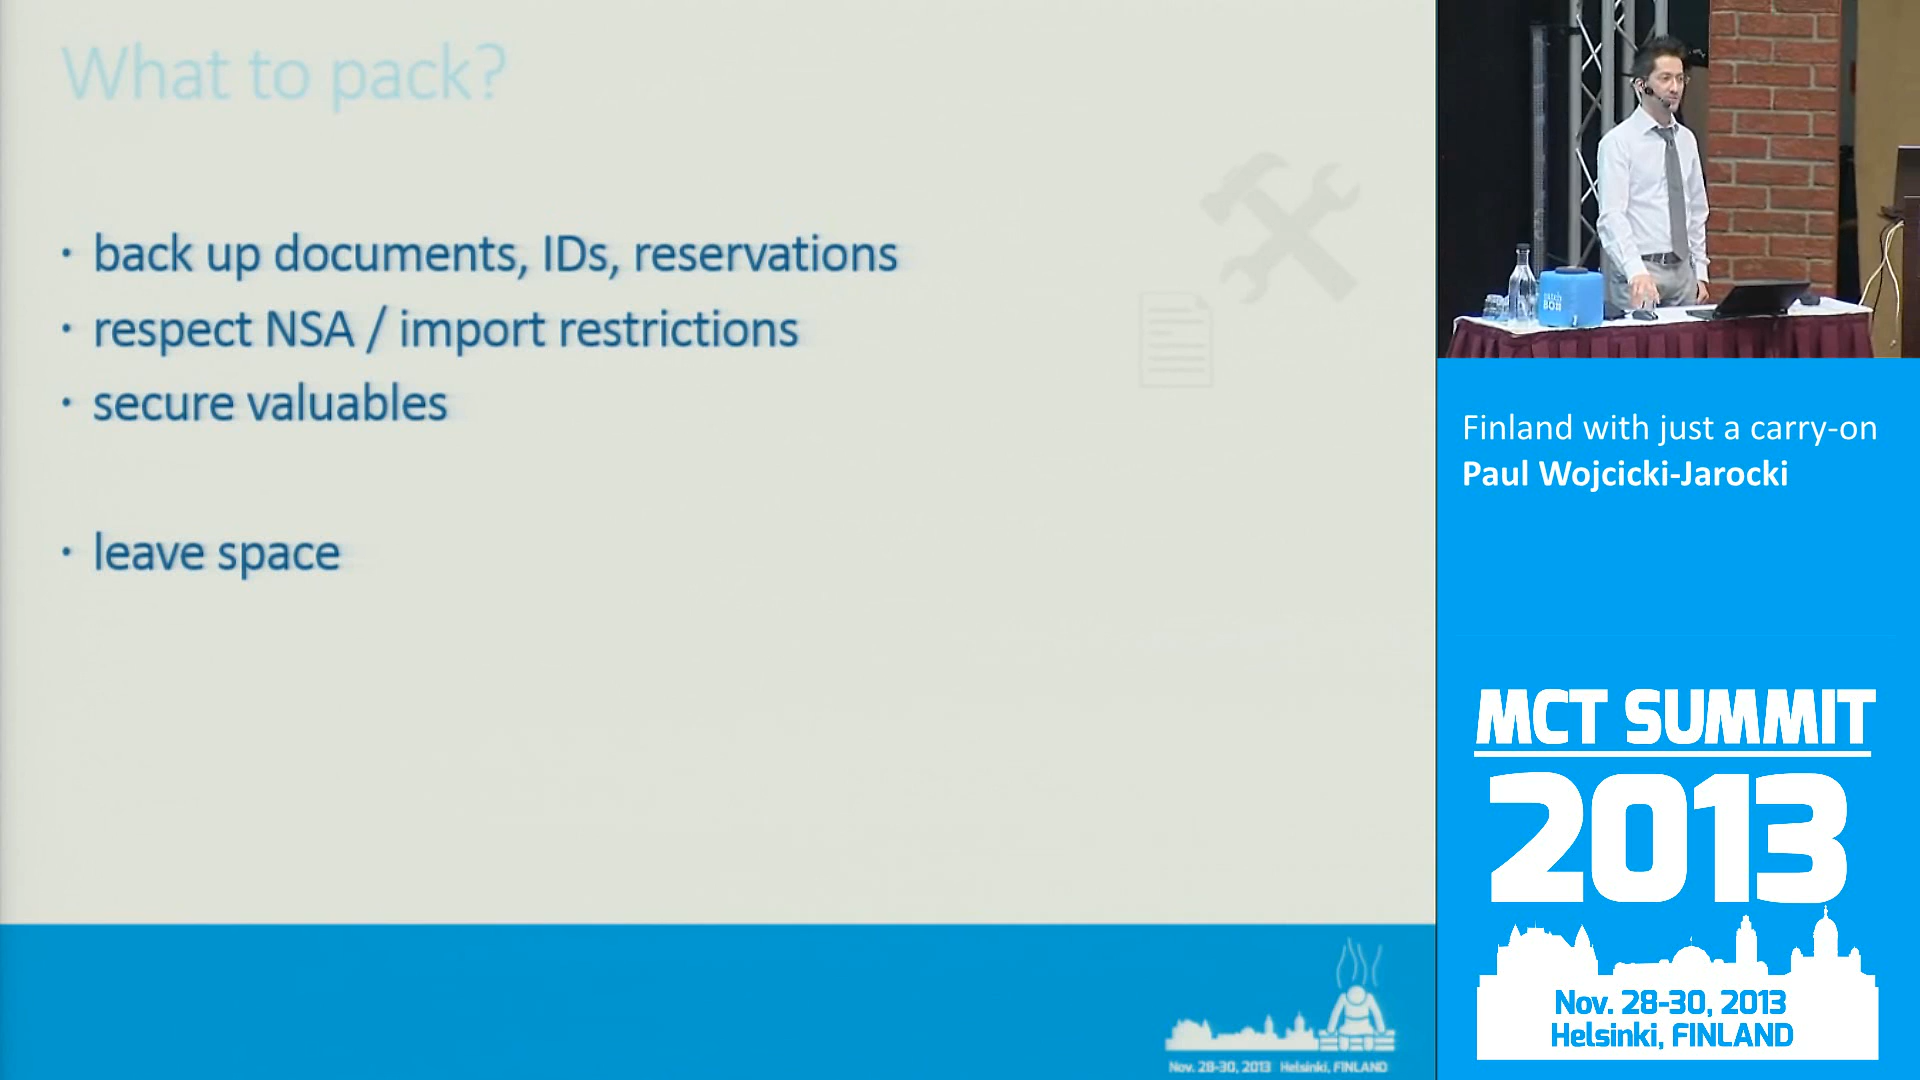 What to pack?
· back up documents, IDs, reservations
· respect NSA / import restrictions
· secure valuables
· leave space
Nov. 28-30, 2013 Helsinki, FINLAND
Finland with just a carry-on
Paul Wojcicki-Jarocki
MCT SUMMIT
2013
Nov. 28-30, 2013
Helsinki, FINLAND